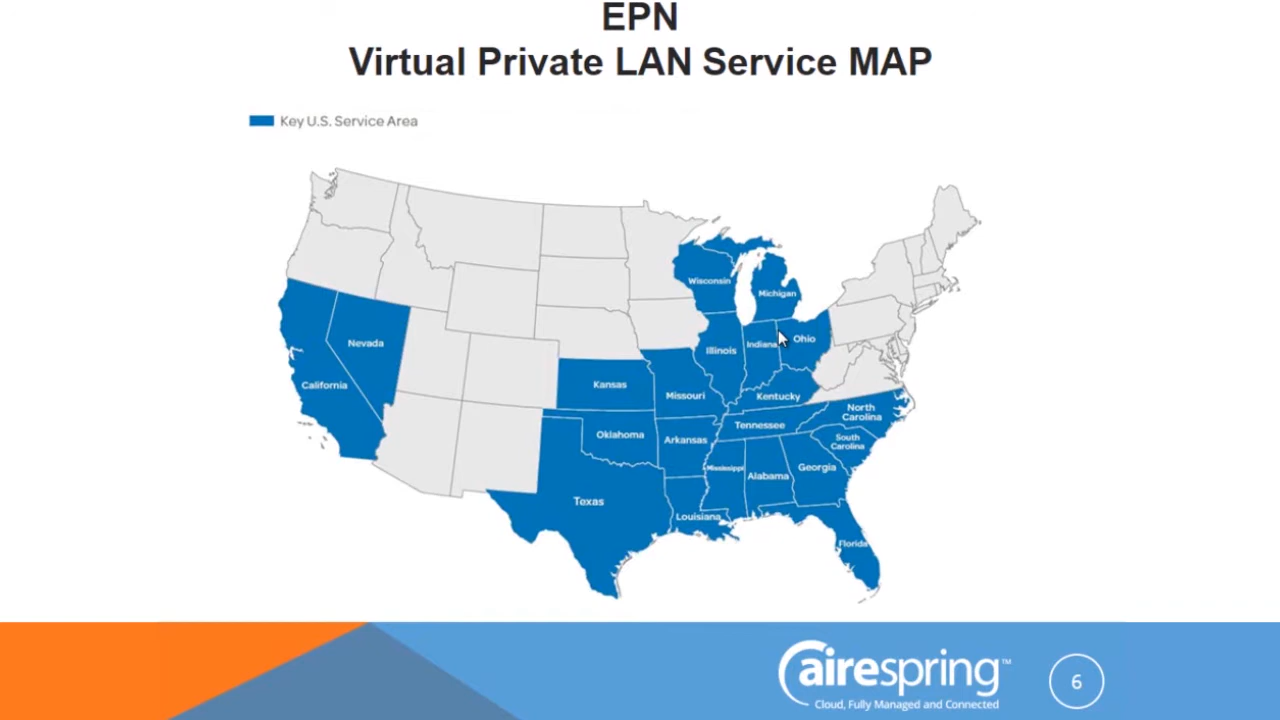 EPN
Virtual Private LAN Service MAP
Key U.S. Service Area
Wisconsin
Michigan
Nevada
Illinois
Indiana
Ohio
California
Kansas
Missouri
Kentucky
North
Carolina
Tennessee
Oklahoma
Arkansas
South
Carolina
Mississippi
Alabama
Georgia
Texas
Louisiana
Florida
airespring™
Cloud, Fully Managed and Connected
6